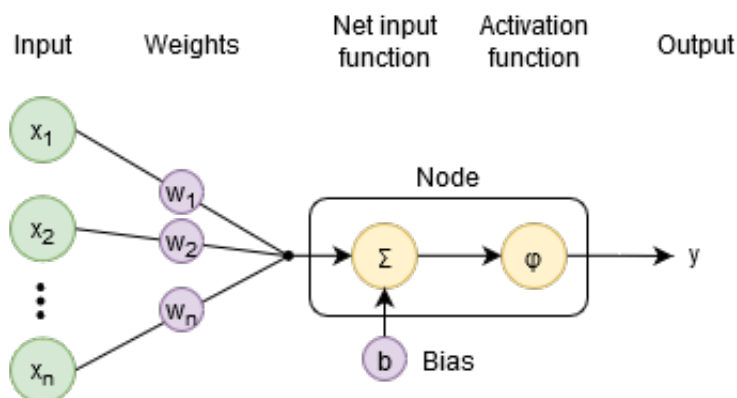 Input
Weights
Net input
function
Activation
function
Output
x1
w1
Node
x2
w2
Σ
φ
y
wn
xn
b
Bias